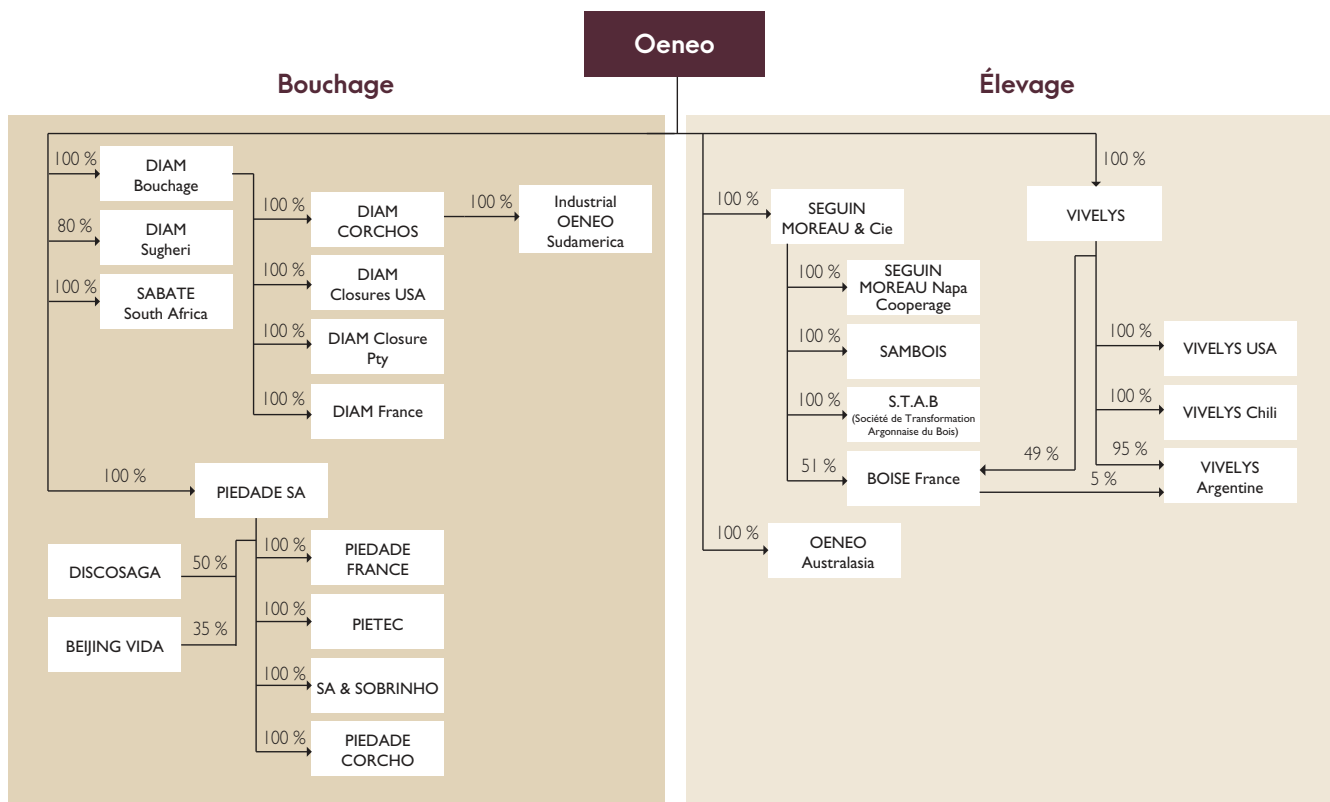 Oeneo
Bouchage
Élevage
100 %
DIAM
Bouchage
80 %
DIAM
Sugheri
100 %
SABATE
South Africa
100 %
DIAM
CORCHOS
100 %
Industrial
OENEO
Sudamerica
100 %
DIAM
Closures USA
100 %
DIAM Closure
Pty
100 %
DIAM France
100 %
PIEDADE SA
DISCOSAGA
50 %
BEIJING VIDA
35 %
100 %
PIEDADE
FRANCE
100 %
PIETEC
100 %
SA & SOBRINHO
100 %
PIEDADE
CORCHO
100 %
SEGUIN
MOREAU & Cie
100 %
SEGUIN
MOREAU Napa
Cooperage
100 %
SAMBOIS
100 %
S.T.A.B
(Société de Transformation
Argonnaise du Bois)
51 %
BOISE France
49 %
100 %
OENEO
Australasia
100 %
VIVELYS
100 %
VIVELYS USA
100 %
VIVELYS Chili
95 %
5 %
VIVELYS
Argentine